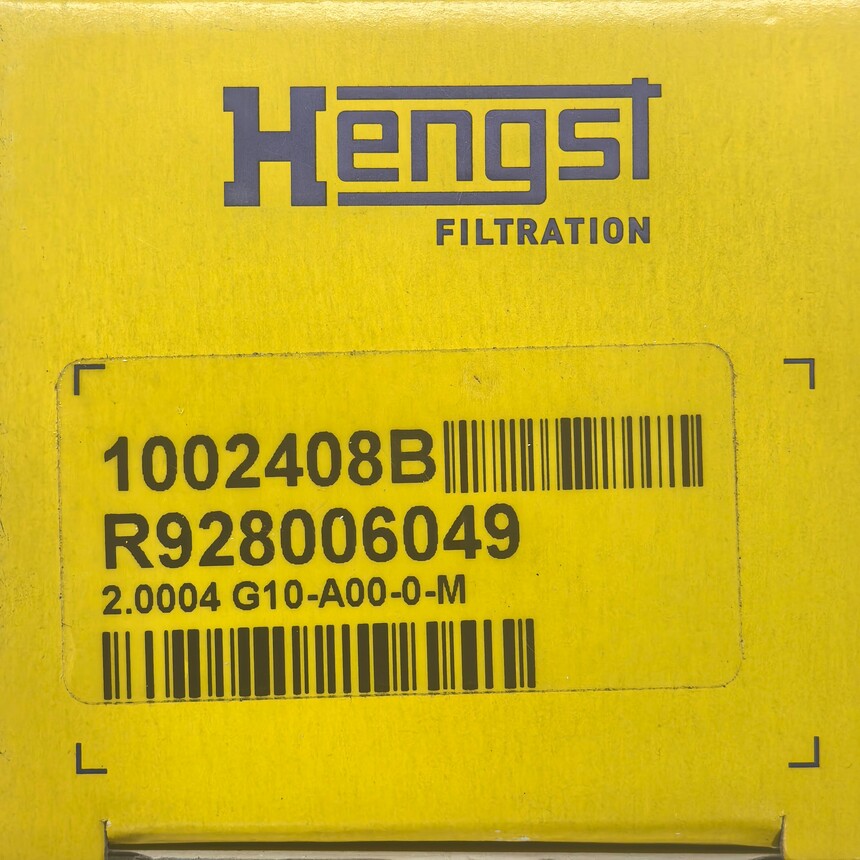 Hengst
FILTRATION
1002408B
R928006049
2.0004 G10-A00-0-M